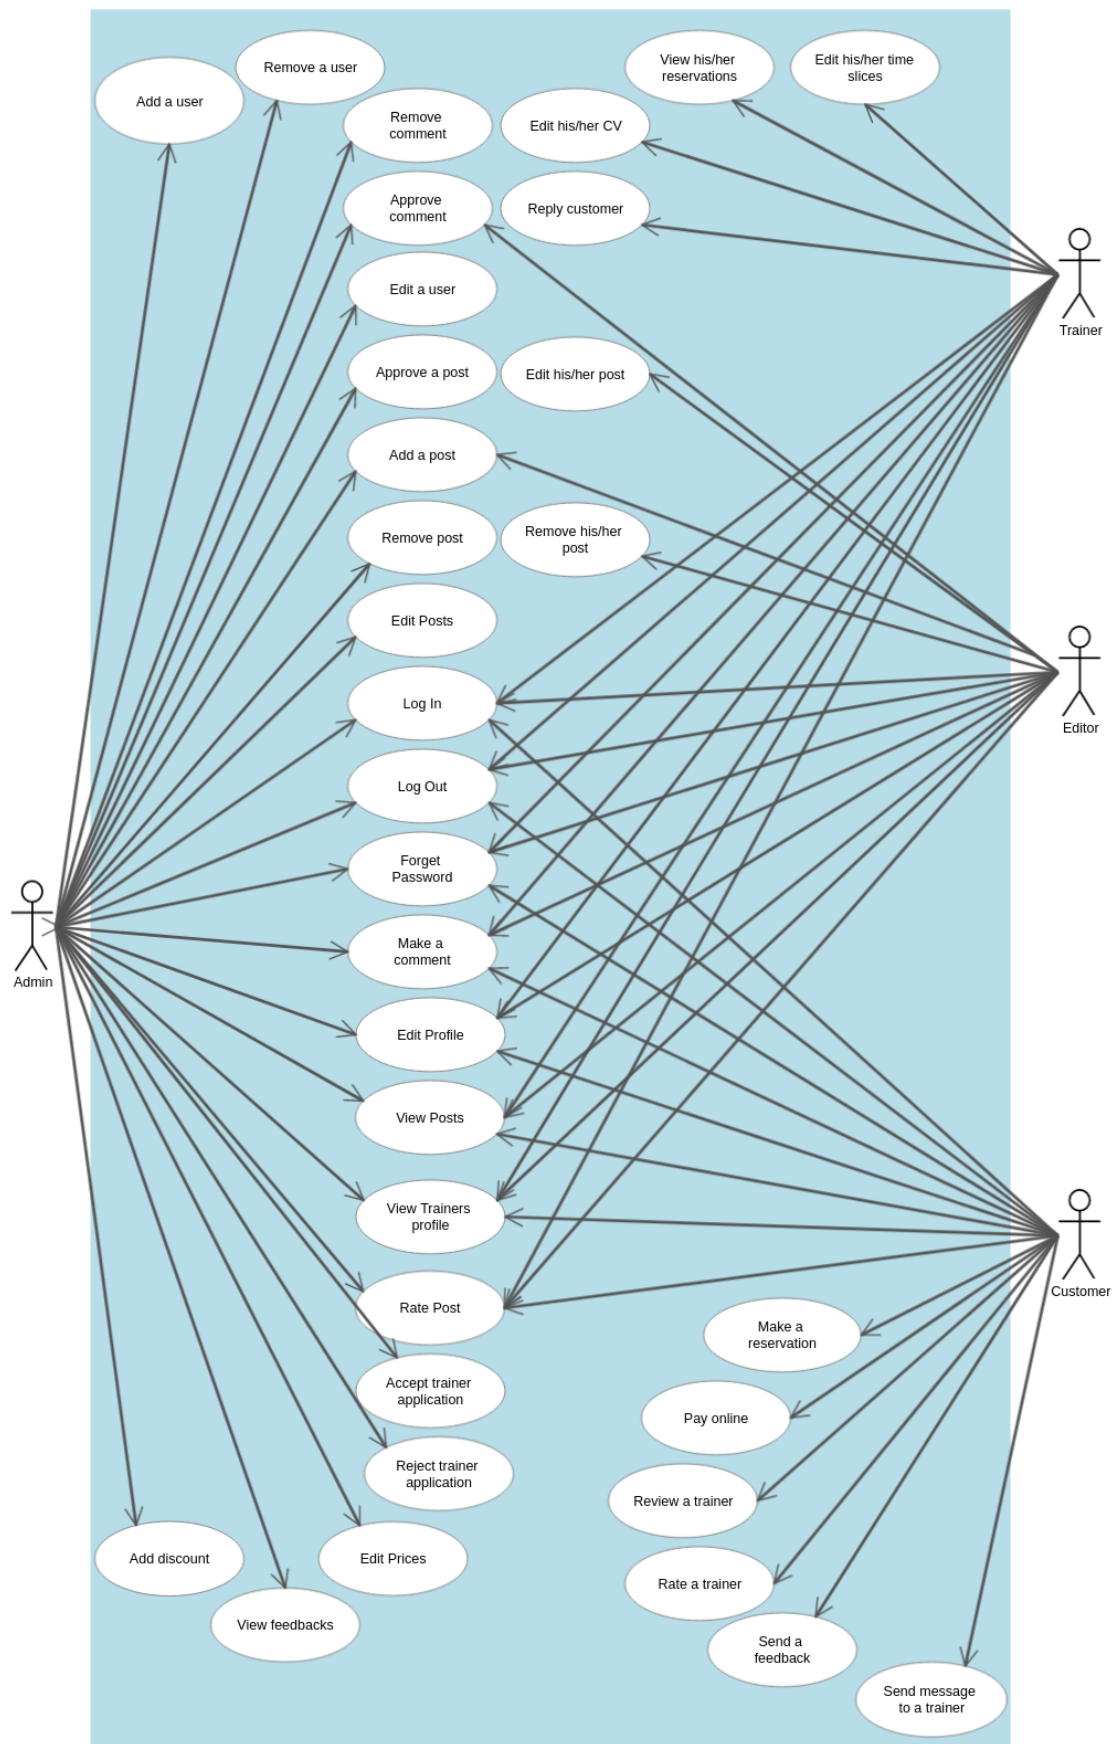 Remove a user
View his/her
reservations
Edit his/her time
slices
Add a user
Remove
comment
Edit his/her CV
Approve
comment
Reply customer
Edit a user
Trainer
Approve a post
Edit his/her post
Add a post
Remove post
Remove his/her
post
Edit Posts
Log In
Editor
Log Out
Forget
Password
Make a
comment
Admin
Edit Profile
View Posts
View Trainers
profile
Customer
Rate Post
Make a
reservation
Accept trainer
application
Pay online
Reject trainer
application
Review a trainer
Add discount
Edit Prices
Rate a trainer
View feedbacks
Send a
feedback
Send message
to a trainer